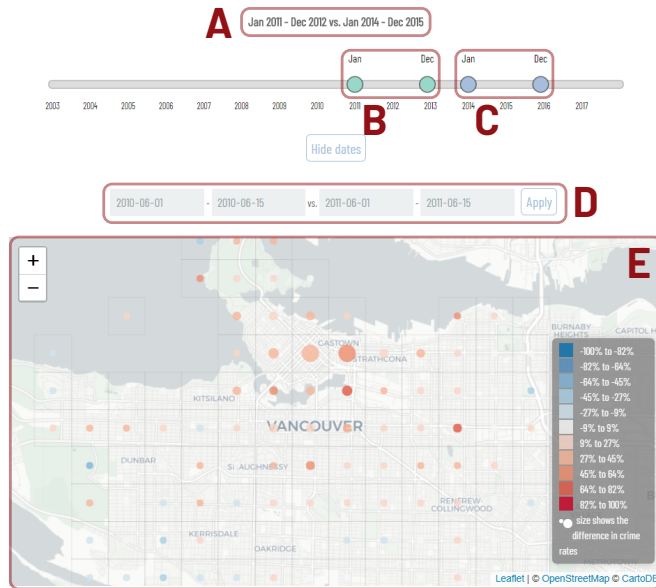 A
Jan 2011 - Dec 2012 vs. Jan 2014 - Dec 2015
Jan Dec Jan Dec
2003 2004 2005 2006 2007 2008 2009 2010 2011 2012 2013 2014 2015 2016 2017
B C
Hide dates
2010-06-01 - 2010-06-15 vs. 2011-06-01 - 2011-06-15 Apply
D
E
+
−
BURNABY
HEIGHTS
CAPITOL H
GASTOWN
STRATHCONA
KITSILANO
VANCOUVER
DUNBAR
SHAUGHNESSY
RENFREW-
COLLINGWOOD
KERRISDALE
OAKRIDGE
-100% to -82%
-82% to -64%
-64% to -45%
-45% to -27%
-27% to -9%
-9% to 9%
9% to 27%
27% to 45%
45% to 64%
64% to 82%
82% to 100%
size shows the
difference in crime
rates
Leaflet | © OpenStreetMap © CartoDB